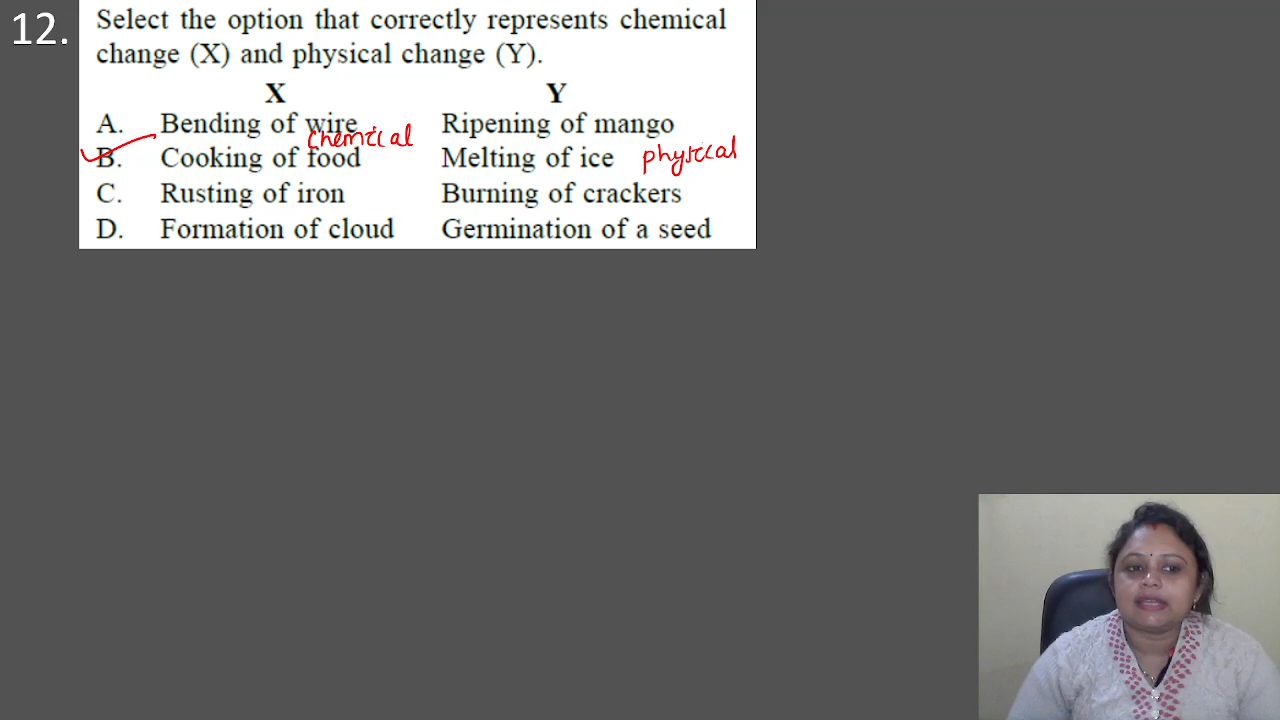 12.
Select the option that correctly represents chemical
change (X) and physical change (Y).
X Y
A. Bending of wire Ripening of mango
chemical
B. Cooking of food Melting of ice physical
C. Rusting of iron Burning of crackers
D. Formation of cloud Germination of a seed